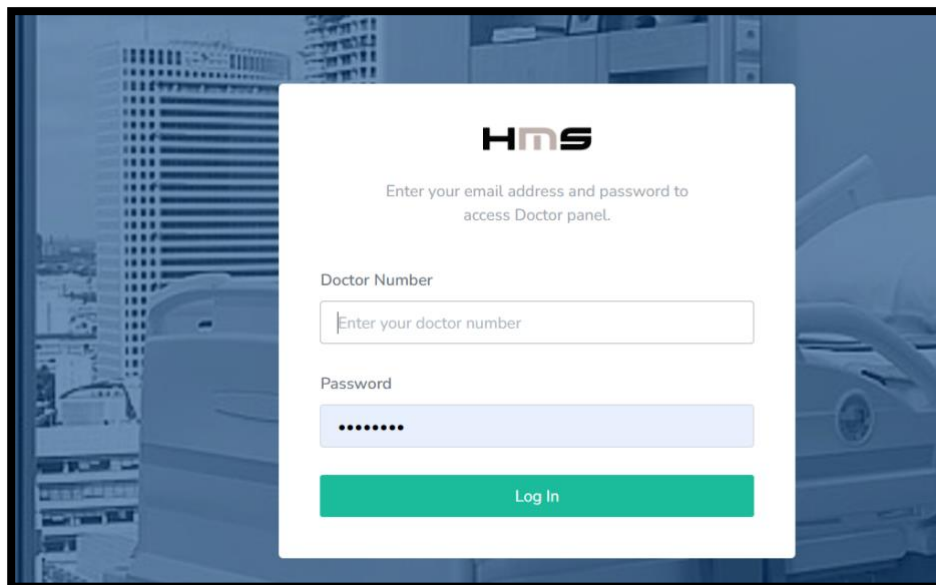 HMS
Enter your email address and password to
access Doctor panel.
Doctor Number
Enter your doctor number
Password
••••••••
Log In